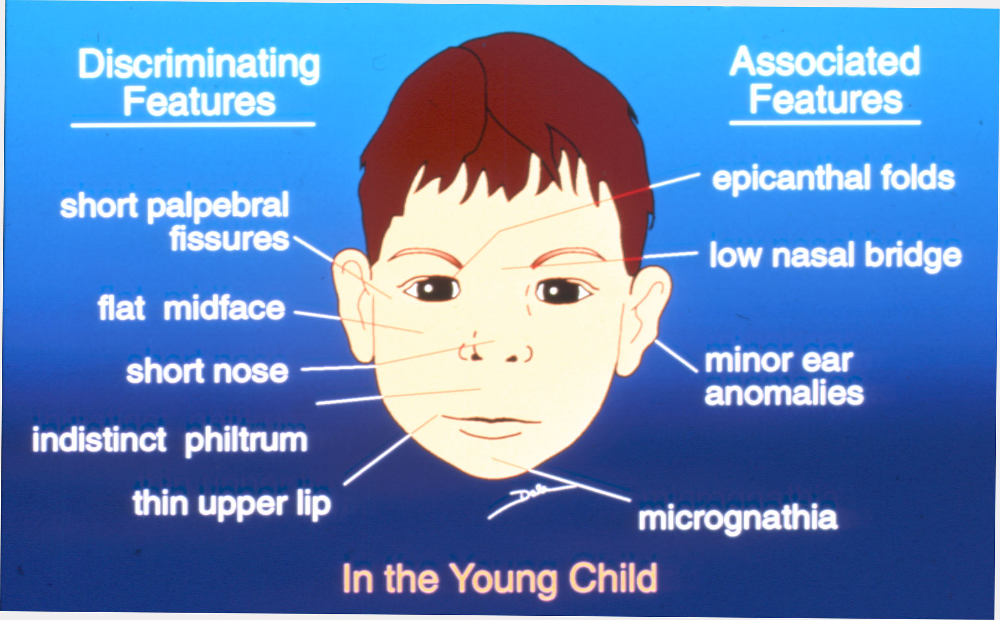 Discriminating
Features
short palpebral
fissures
flat midface
short nose
indistinct philtrum
thin upper lip
Associated
Features
epicanthal folds
low nasal bridge
minor ear
anomalies
micrognathia
Dale
In the Young Child